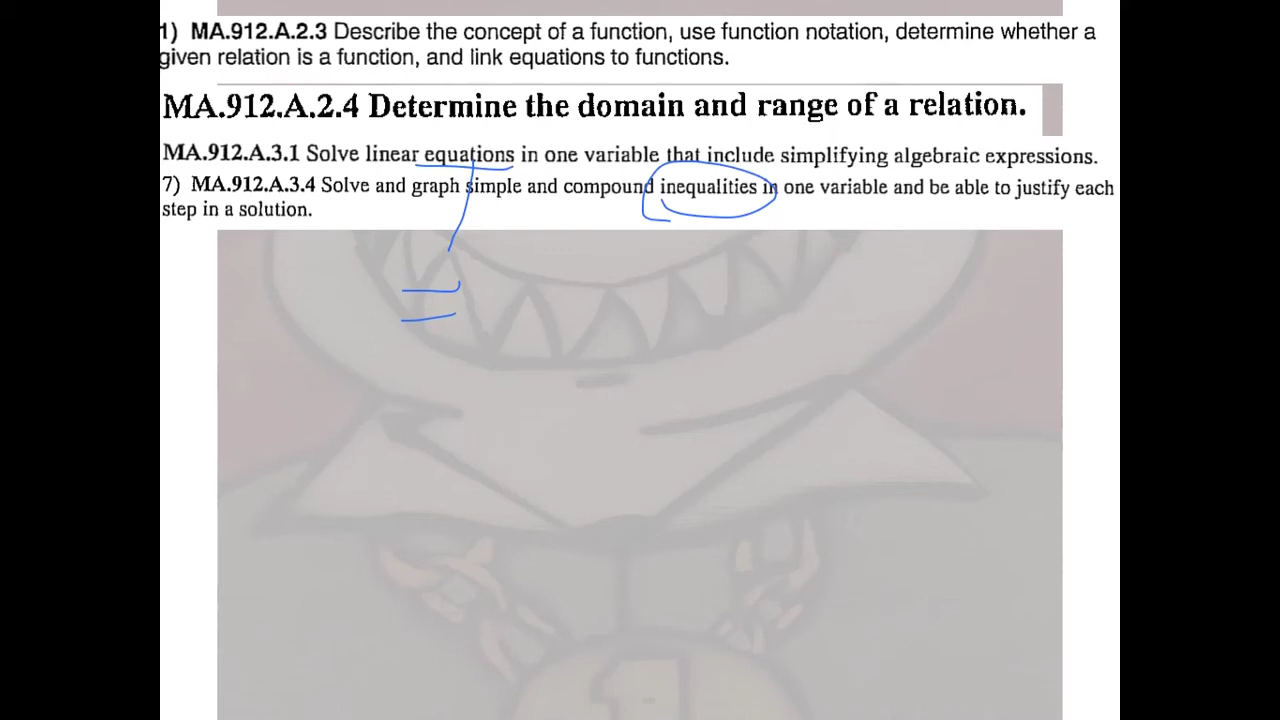 1) MA.912.A.2.3 Describe the concept of a function, use function notation, determine whether a
given relation is a function, and link equations to functions.
MA.912.A.2.4 Determine the domain and range of a relation.
MA.912.A.3.1 Solve linear equations in one variable that include simplifying algebraic expressions.
7) MA.912.A.3.4 Solve and graph simple and compound inequalities in one variable and be able to justify each
step in a solution.
=
1